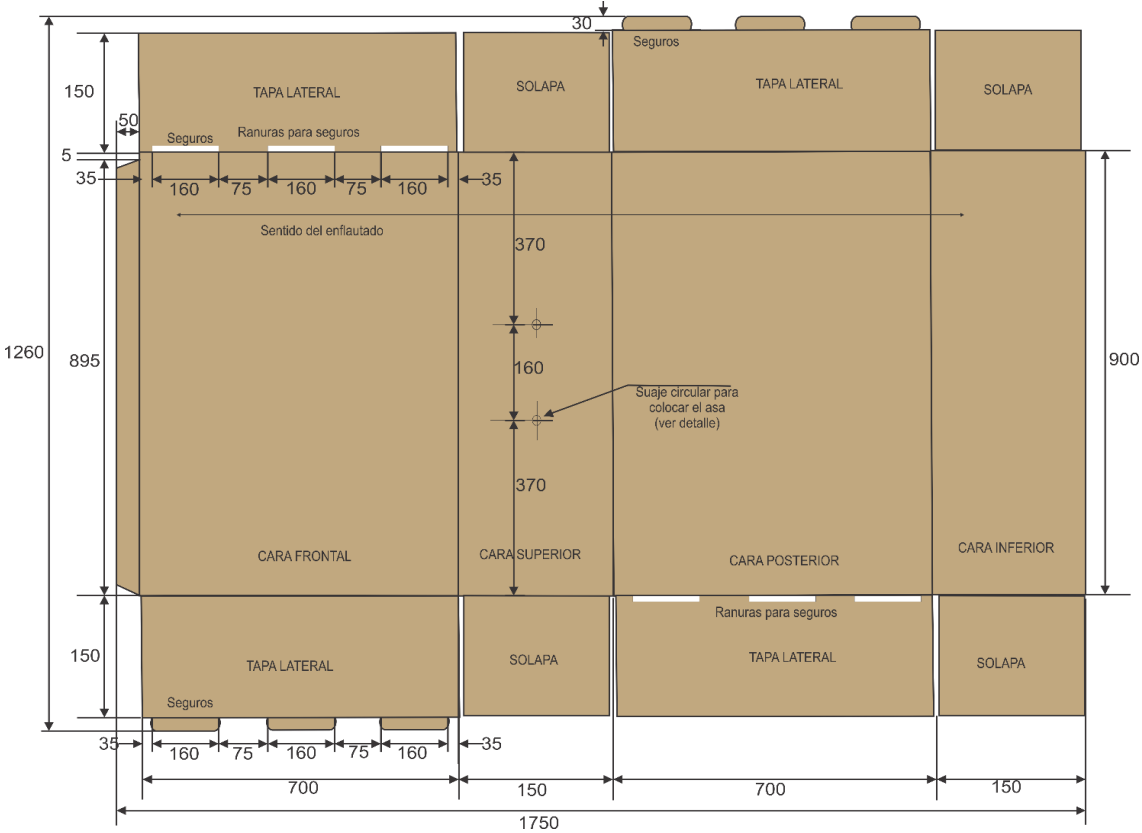 30
Seguros
150
TAPA LATERAL
SOLAPA
TAPA LATERAL
SOLAPA
50
Seguros
Ranuras para seguros
5
35
160
75
160
75
160
35
Sentido del enflautado
370
1260
895
160
900
Suaje circular para
colocar el asa
(ver detalle)
370
CARA FRONTAL
CARA SUPERIOR
CARA POSTERIOR
CARA INFERIOR
Ranuras para seguros
150
TAPA LATERAL
SOLAPA
TAPA LATERAL
SOLAPA
Seguros
35
160
75
160
75
160
35
700
150
700
150
1750